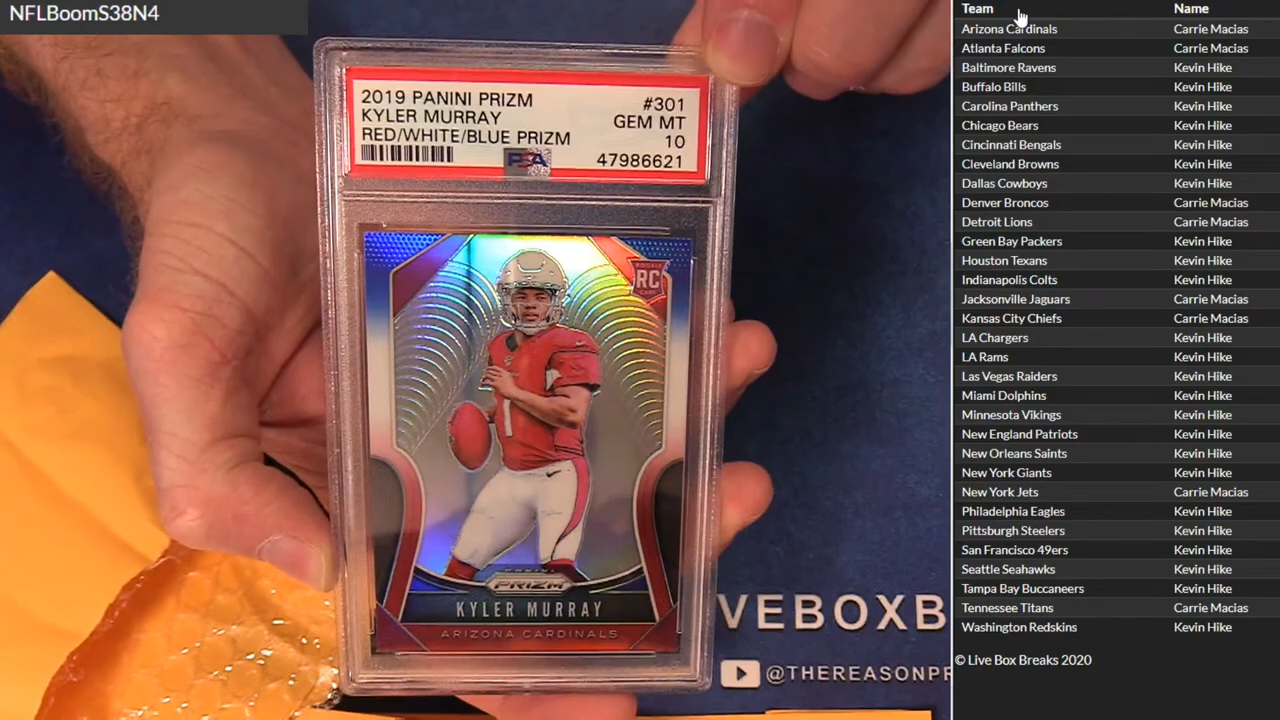 NFLBoomS38N4
2019 PANINI PRIZM #301
KYLER MURRAY GEM MT
RED/WHITE/BLUE PRIZM 10
PSA 47986621
ROOKIE
RC
CARD
1
PANINI
PRIZM
KYLER MURRAY
ARIZONA CARDINALS
VEBOXB
@THEREASONPR
Team Name
Arizona Cardinals Carrie Macias
Atlanta Falcons Carrie Macias
Baltimore Ravens Kevin Hike
Buffalo Bills Kevin Hike
Carolina Panthers Kevin Hike
Chicago Bears Kevin Hike
Cincinnati Bengals Kevin Hike
Cleveland Browns Kevin Hike
Dallas Cowboys Kevin Hike
Denver Broncos Carrie Macias
Detroit Lions Carrie Macias
Green Bay Packers Kevin Hike
Houston Texans Kevin Hike
Indianapolis Colts Kevin Hike
Jacksonville Jaguars Carrie Macias
Kansas City Chiefs Carrie Macias
LA Chargers Kevin Hike
LA Rams Kevin Hike
Las Vegas Raiders Kevin Hike
Miami Dolphins Kevin Hike
Minnesota Vikings Kevin Hike
New England Patriots Kevin Hike
New Orleans Saints Kevin Hike
New York Giants Kevin Hike
New York Jets Carrie Macias
Philadelphia Eagles Kevin Hike
Pittsburgh Steelers Kevin Hike
San Francisco 49ers Kevin Hike
Seattle Seahawks Kevin Hike
Tampa Bay Buccaneers Kevin Hike
Tennessee Titans Carrie Macias
Washington Redskins Kevin Hike
© Live Box Breaks 2020